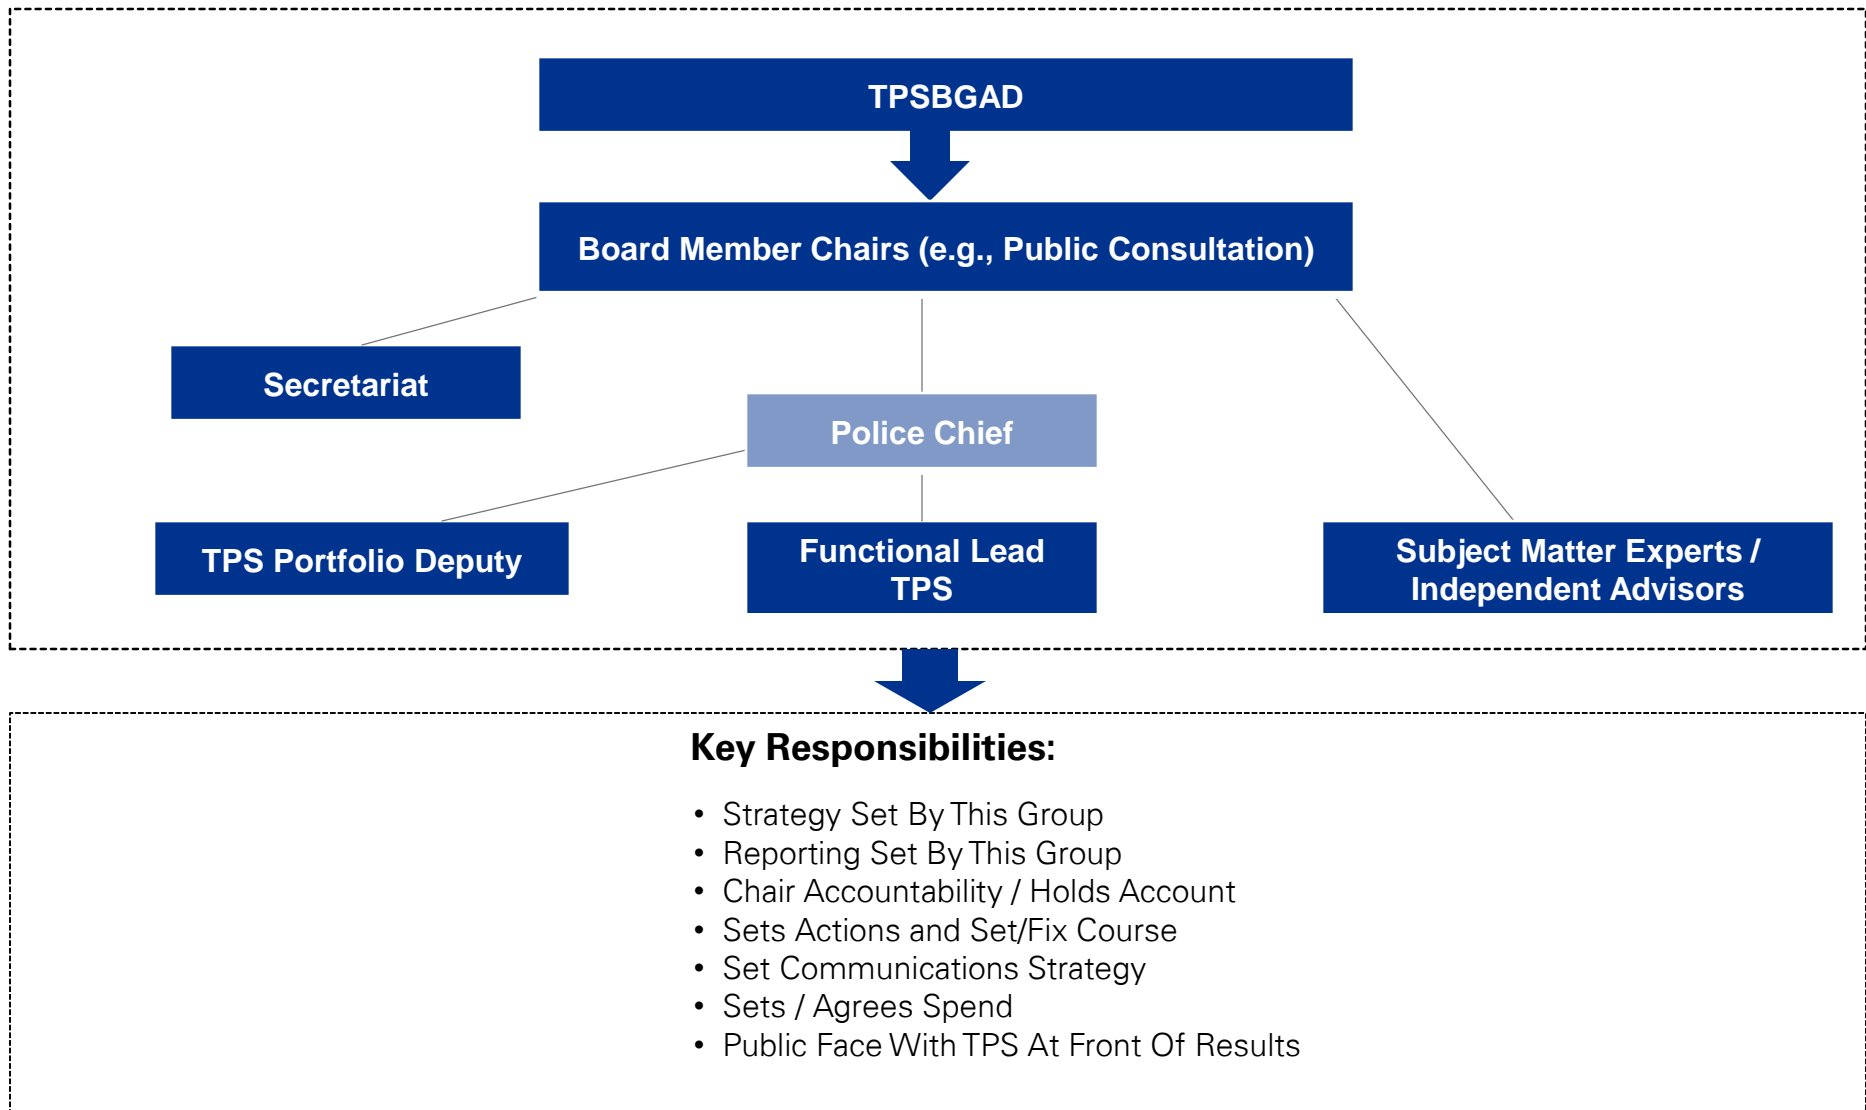 TPSBGAD
Board Member Chairs (e.g., Public Consultation)
Secretariat
Police Chief
TPS Portfolio Deputy
Functional Lead
TPS
Subject Matter Experts /
Independent Advisors
Key Responsibilities:
• Strategy Set By This Group
• Reporting Set By This Group
• Chair Accountability / Holds Account
• Sets Actions and Set/Fix Course
• Set Communications Strategy
• Sets / Agrees Spend
• Public Face With TPS At Front Of Results